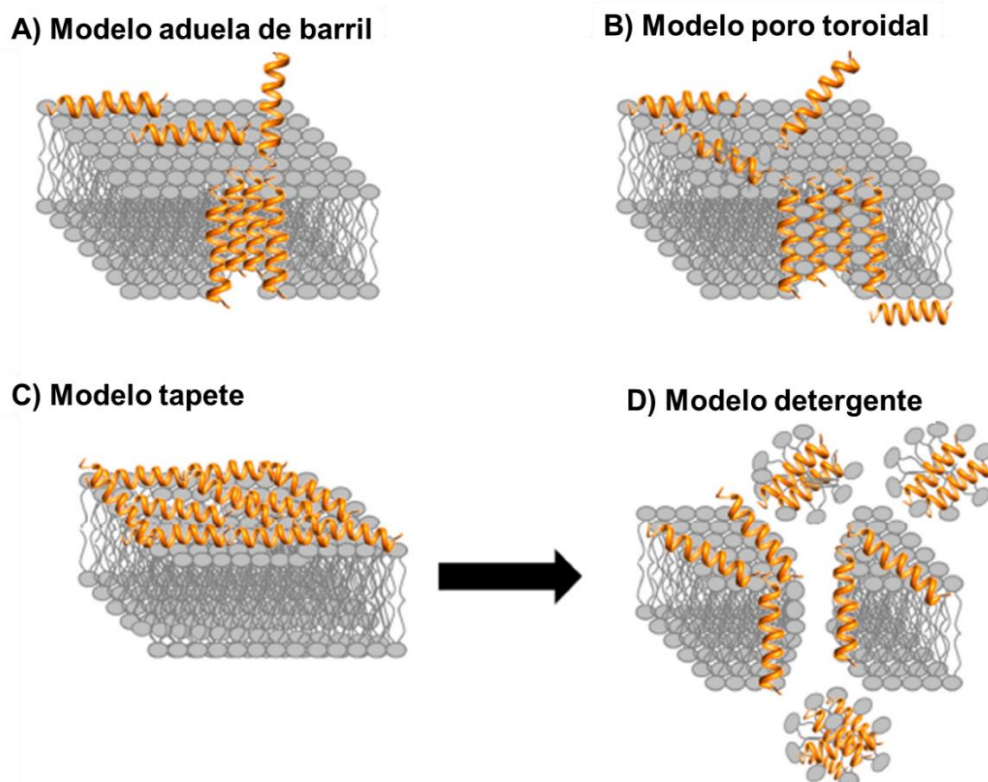 A) Modelo aduela de barril
B) Modelo poro toroidal
C) Modelo tapete
D) Modelo detergente